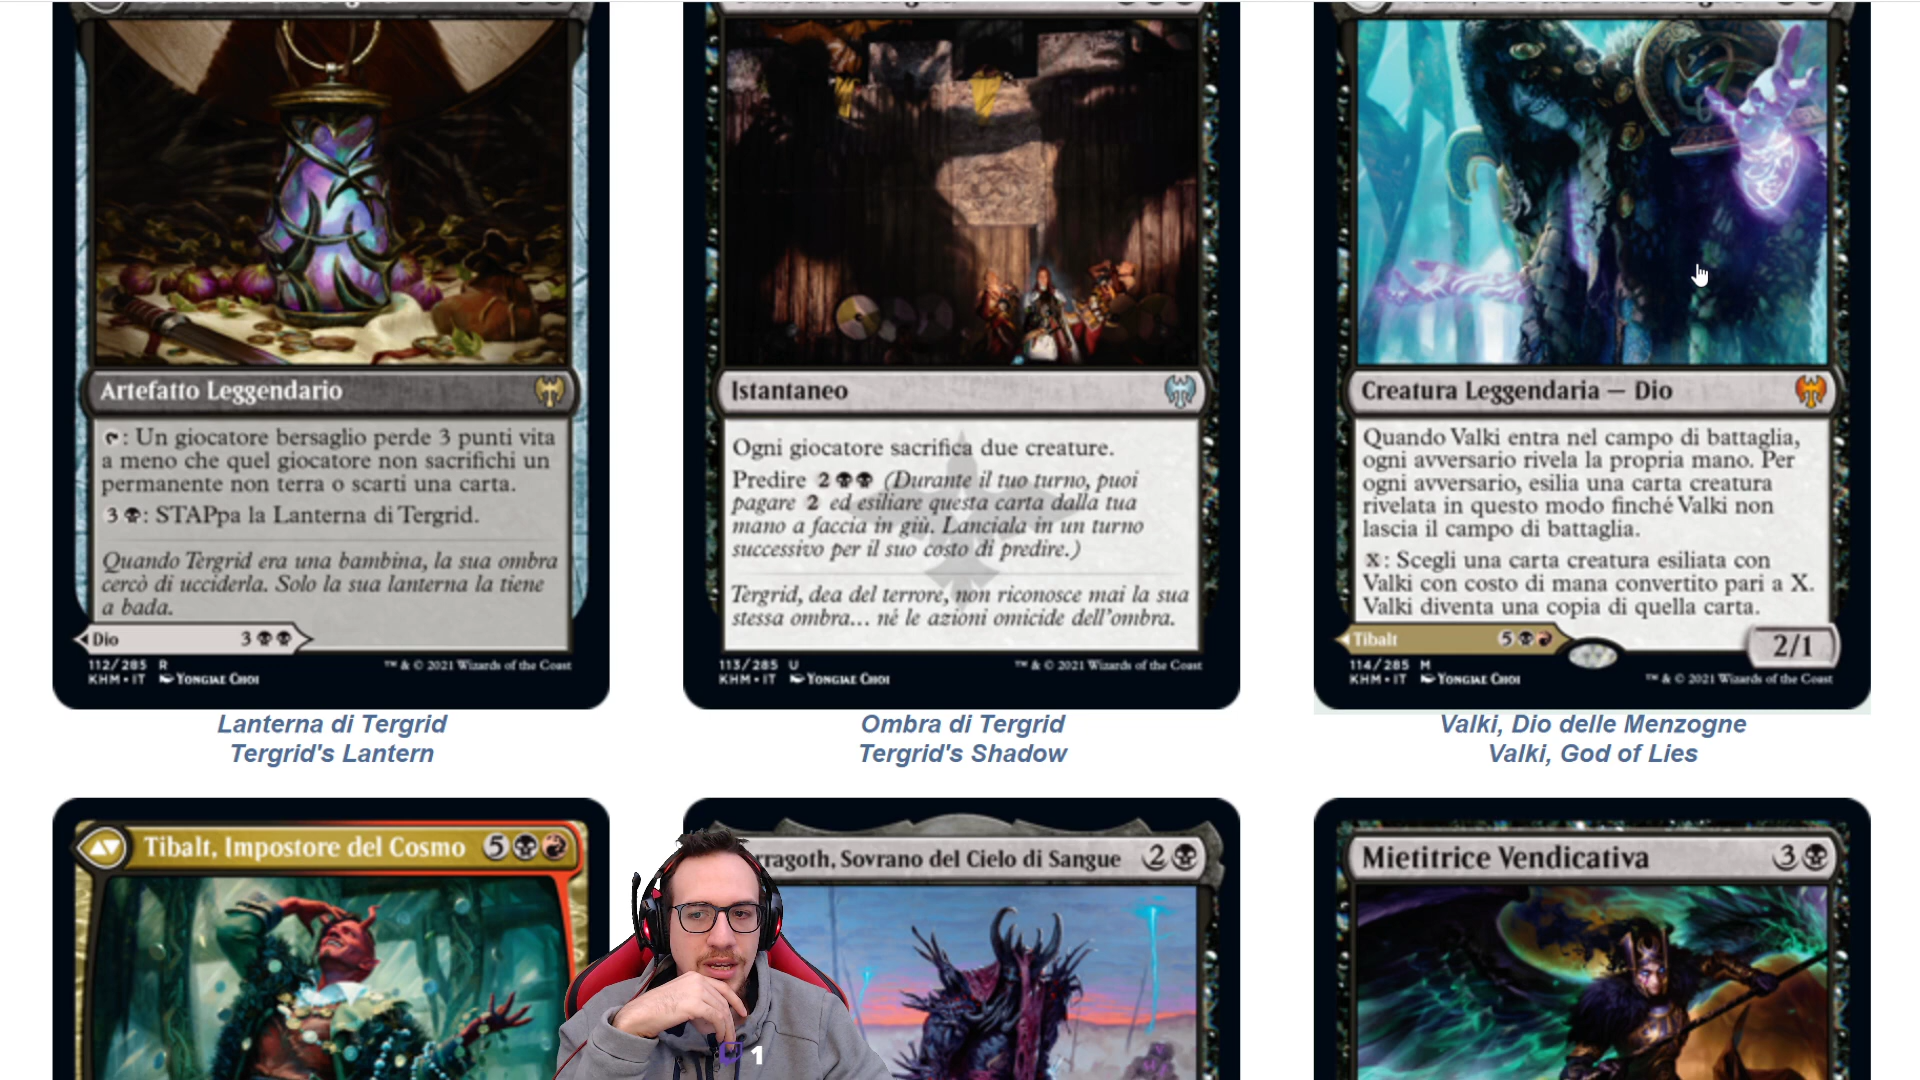 Artefatto Leggendario
: Un giocatore bersaglio perde 3 punti vita
a meno che quel giocatore non sacrifichi un
permanente non terra o scarti una carta.
3 : STAPpa la Lanterna di Tergrid.
Quando Tergrid era una bambina, la sua ombra
cercò di ucciderla. Solo la sua lanterna la tiene
a bada.
Dio 3
112/285 R
KHM • IT Yongjae Choi
™ & © 2021 Wizards of the Coast
Lanterna di Tergrid
Tergrid's Lantern
Istantaneo
Ogni giocatore sacrifica due creature.
Predire 2 (Durante il tuo turno, puoi
pagare 2 ed esiliare questa carta dalla tua
mano a faccia in giù. Lanciala in un turno
successivo per il suo costo di predire.)
Tergrid, dea del terrore, non riconosce mai la sua
stessa ombra... né le azioni omicide dell'ombra.
113/285 U
KHM • IT Yongjae Choi
™ & © 2021 Wizards of the Coast
Ombra di Tergrid
Tergrid's Shadow
Creatura Leggendaria — Dio
Quando Valki entra nel campo di battaglia,
ogni avversario rivela la propria mano. Per
ogni avversario, esilia una carta creatura
rivelata in questo modo finché Valki non
lascia il campo di battaglia.
X: Scegli una carta creatura esiliata con
Valki con costo di mana convertito pari a X.
Valki diventa una copia di quella carta.
Tibalt 5
2/1
114/285 M
KHM • IT Yongjae Choi
™ & © 2021 Wizards of the Coast
Valki, Dio delle Menzogne
Valki, God of Lies
Tibalt, Impostore del Cosmo 5
rragoth, Sovrano del Cielo di Sangue 2
Mietitrice Vendicativa 3
1